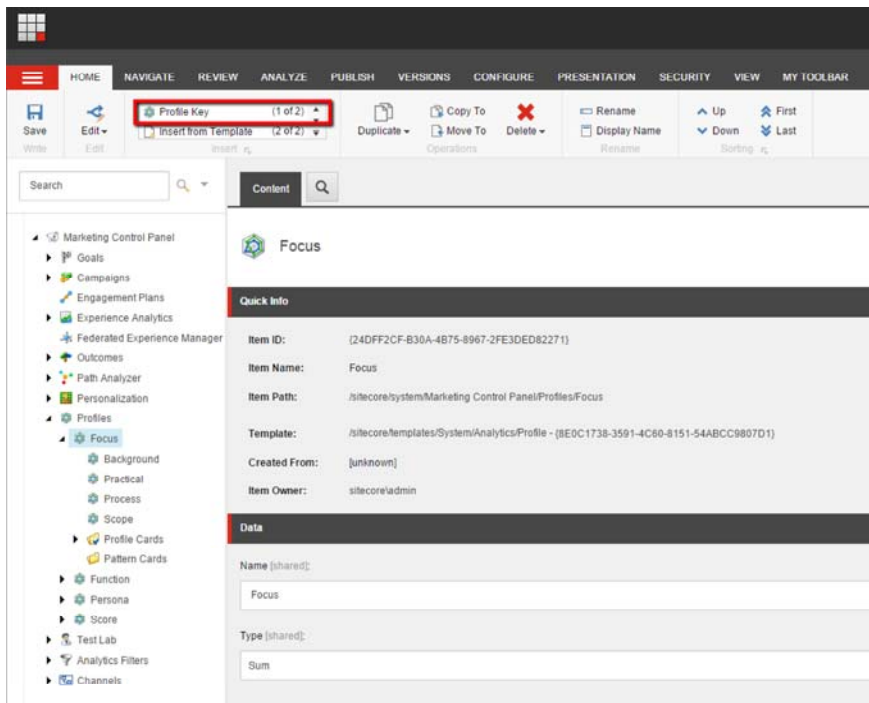 HOME NAVIGATE REVIEW ANALYZE PUBLISH VERSIONS CONFIGURE PRESENTATION SECURITY VIEW MY TOOLBAR
Profile Key (1 of 2) Copy To Rename Up First
Save Edit Insert from Template (2 of 2) Duplicate Move To Delete Display Name Down Last
Write Edit Insert Operations Rename Sorting
Search
Content
Marketing Control Panel
Goals
Campaigns
Engagement Plans
Experience Analytics
Federated Experience Manager
Outcomes
Path Analyzer
Personalization
Profiles
Focus
Background
Practical
Process
Scope
Profile Cards
Pattern Cards
Function
Persona
Score
Test Lab
Analytics Filters
Channels
Focus
Quick Info
Item ID: {24DFF2CF-B30A-4B75-8967-2FE3DED82271}
Item Name: Focus
Item Path: /sitecore/system/Marketing Control Panel/Profiles/Focus
Template: /sitecore/templates/System/Analytics/Profile - {8E0C1738-3591-4C60-8151-54ABCC9807D1}
Created From: [unknown]
Item Owner: sitecore\admin
Data
Name [shared]:
Focus
Type [shared]:
Sum